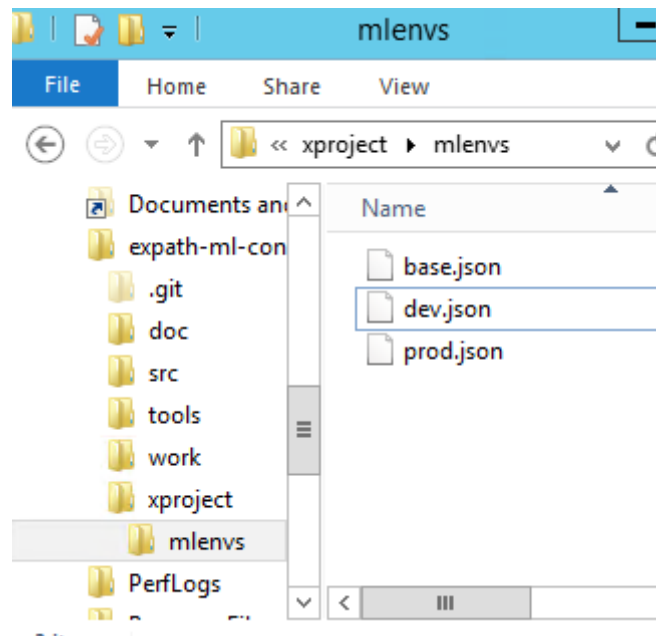 mlenvs
File Home Share View
« xproject mlenvs
Documents an
Name
expath-ml-con
base.json
.git
dev.json
doc
prod.json
src
tools
work
xproject
mlenvs
PerfLogs